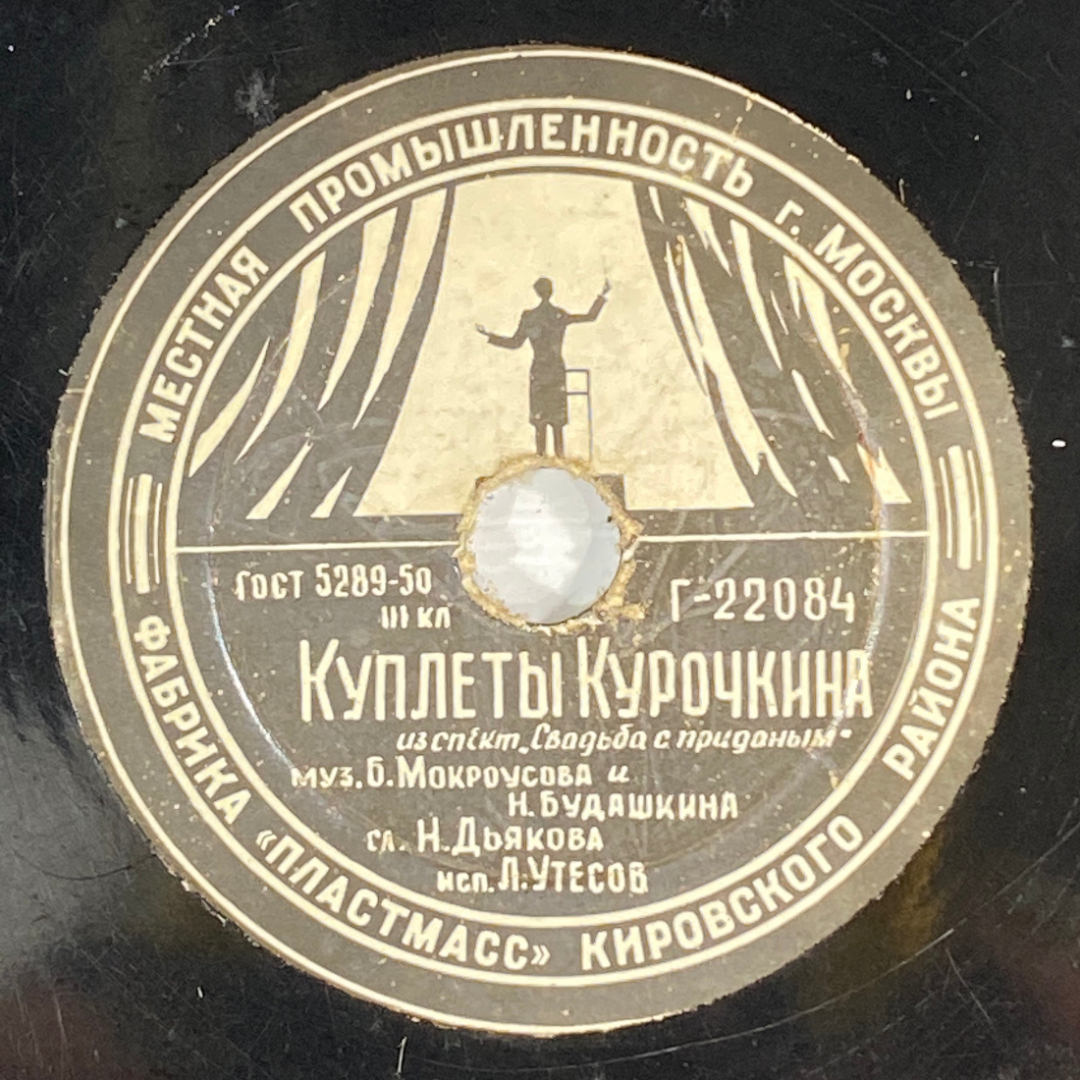 МЕСТНАЯ ПРОМЫШЛЕННОСТЬ г. МОСКВЫ
ГОСТ 5289-50
III КЛ
Г-22084
КУПЛЕТЫ КУРОЧКИНА
из спект. „Свадьба с приданым"
муз. Б. МОКРОУСОВА и
Н. БУДАШКИНА
сл. Н. ДЬЯКОВА
исп. Л. УТЕСОВ
ФАБРИКА «ПЛАСТМАСС» КИРОВСКОГО РАЙОНА